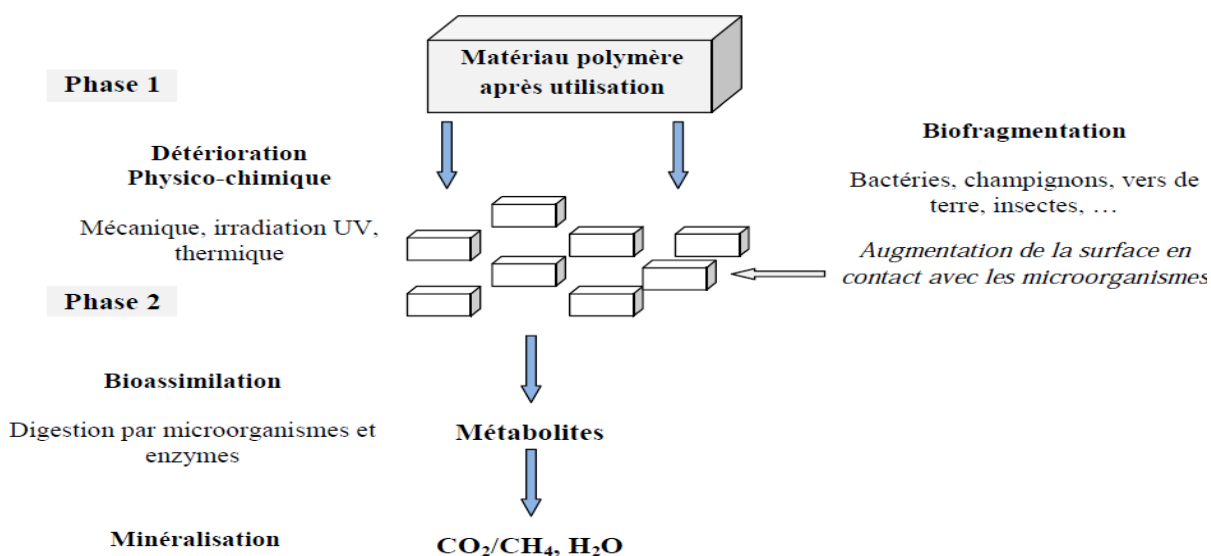 Matériau polymère
après utilisation
Phase 1
Détérioration
Physico-chimique
Mécanique, irradiation UV,
thermique
Biofragmentation
Bactéries, champignons, vers de
terre, insectes, …
Augmentation de la surface en
contact avec les microorganismes
Phase 2
Bioassimilation
Digestion par microorganismes et
enzymes
Métabolites
Minéralisation
CO₂/CH₄, H₂O